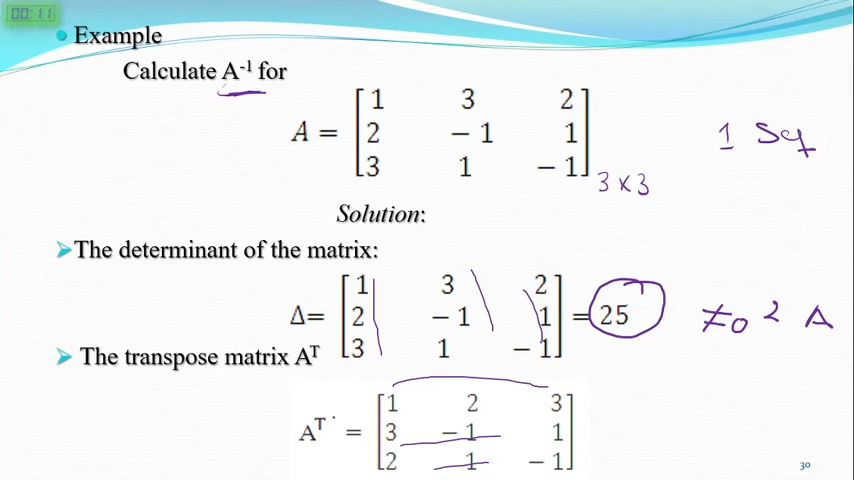 00:11
• Example
Calculate A⁻¹ for
A = [1 3 2
2 −1 1
3 1 −1] 3x3
1 Sq
Solution:
➢The determinant of the matrix:
Δ= [1 3 2
2 −1 1
3 1 −1] = 25
≠0 2 A
➢ The transpose matrix Aᵀ
Aᵀ = [1 2 3
3 −1 1
2 1 −1]
30